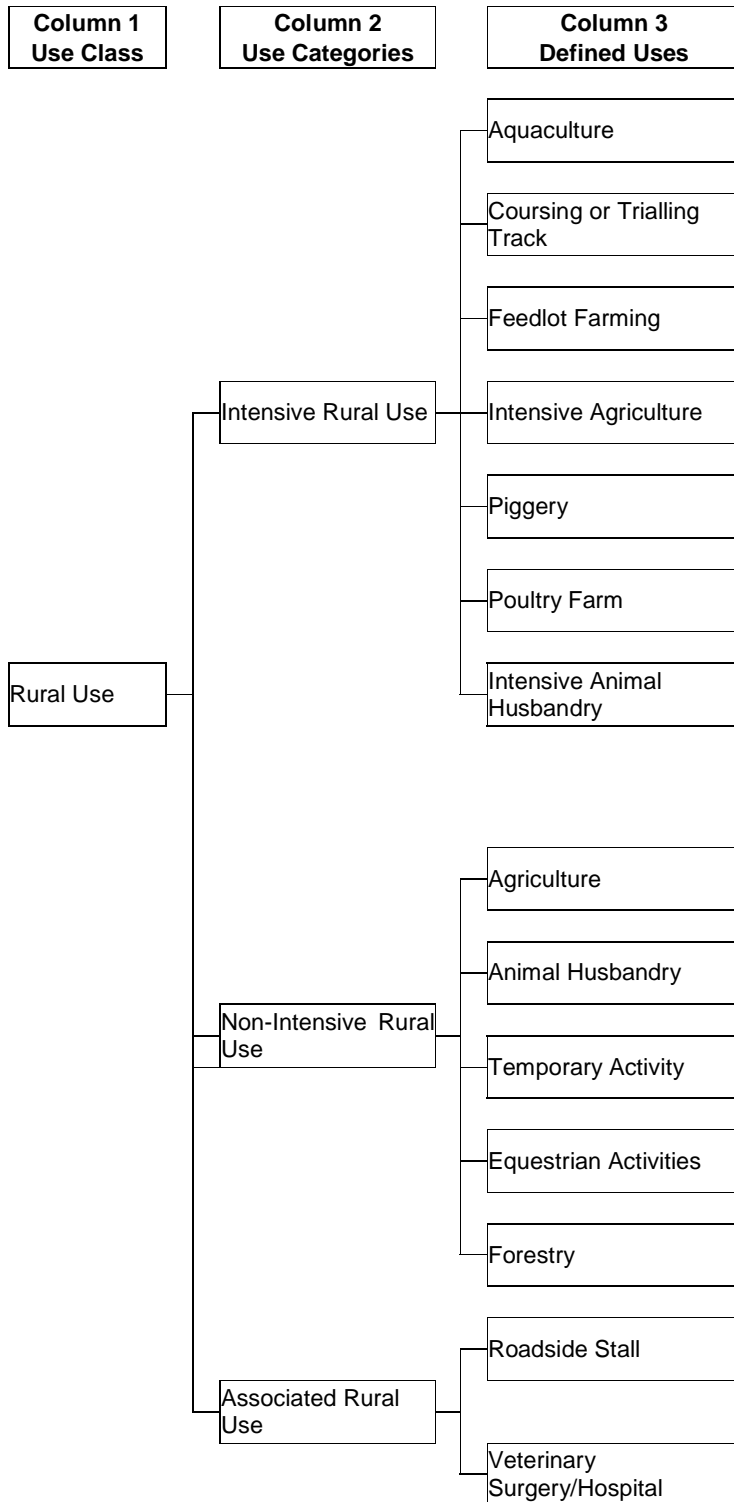 Column 1
Use Class
Column 2
Use Categories
Column 3
Defined Uses
Aquaculture
Coursing or Trialling
Track
Feedlot Farming
Intensive Rural Use
Intensive Agriculture
Piggery
Poultry Farm
Rural Use
Intensive Animal
Husbandry
Agriculture
Animal Husbandry
Non-Intensive Rural
Use
Temporary Activity
Equestrian Activities
Forestry
Roadside Stall
Associated Rural
Use
Veterinary
Surgery/Hospital